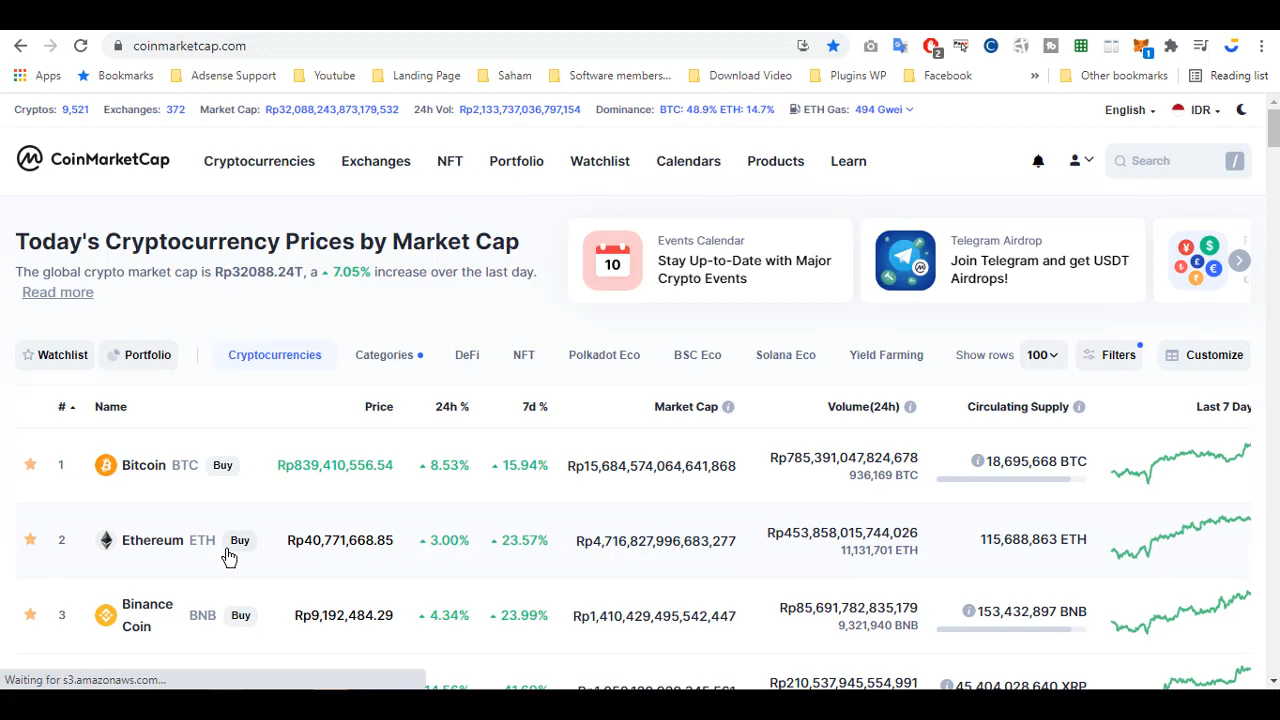 coinmarketcap.com
2
1
Apps Bookmarks Adsense Support Youtube Landing Page Saham Software members... Download Video Plugins WP Facebook » Other bookmarks Reading list
Cryptos: 9,521 Exchanges: 372 Market Cap: Rp32,088,243,873,179,532 24h Vol: Rp2,133,737,036,797,154 Dominance: BTC: 48.9% ETH: 14.7% ETH Gas: 494 Gwei English IDR
CoinMarketCap Cryptocurrencies Exchanges NFT Portfolio Watchlist Calendars Products Learn Search /
Today's Cryptocurrency Prices by Market Cap
The global crypto market cap is Rp32088.24T, a 7.05% increase over the last day.
Read more
10
Events Calendar
Stay Up-To-Date with Major
Crypto Events
Telegram Airdrop
Join Telegram and get USDT
Airdrops!
Watchlist Portfolio Cryptocurrencies Categories DeFi NFT Polkadot Eco BSC Eco Solana Eco Yield Farming Show rows 100 Filters Customize
# Name Price 24h % 7d % Market Cap Volume(24h) Circulating Supply Last 7 Day
1 Bitcoin BTC Buy Rp839,410,556.54 8.53% 15.94% Rp15,684,574,064,641,868 Rp785,391,047,824,678 18,695,668 BTC
936,169 BTC
2 Ethereum ETH Buy Rp40,771,668.85 3.00% 23.57% Rp4,716,827,996,683,277 Rp453,858,015,744,026 115,688,863 ETH
11,131,701 ETH
3 Binance Coin BNB Buy Rp9,192,484.29 4.34% 23.99% Rp1,410,429,495,542,447 Rp85,691,782,835,179 153,432,897 BNB
9,321,940 BNB
Rp210,537,945,554,991 45,404,028,640 XRP
Waiting for s3.amazonaws.com...